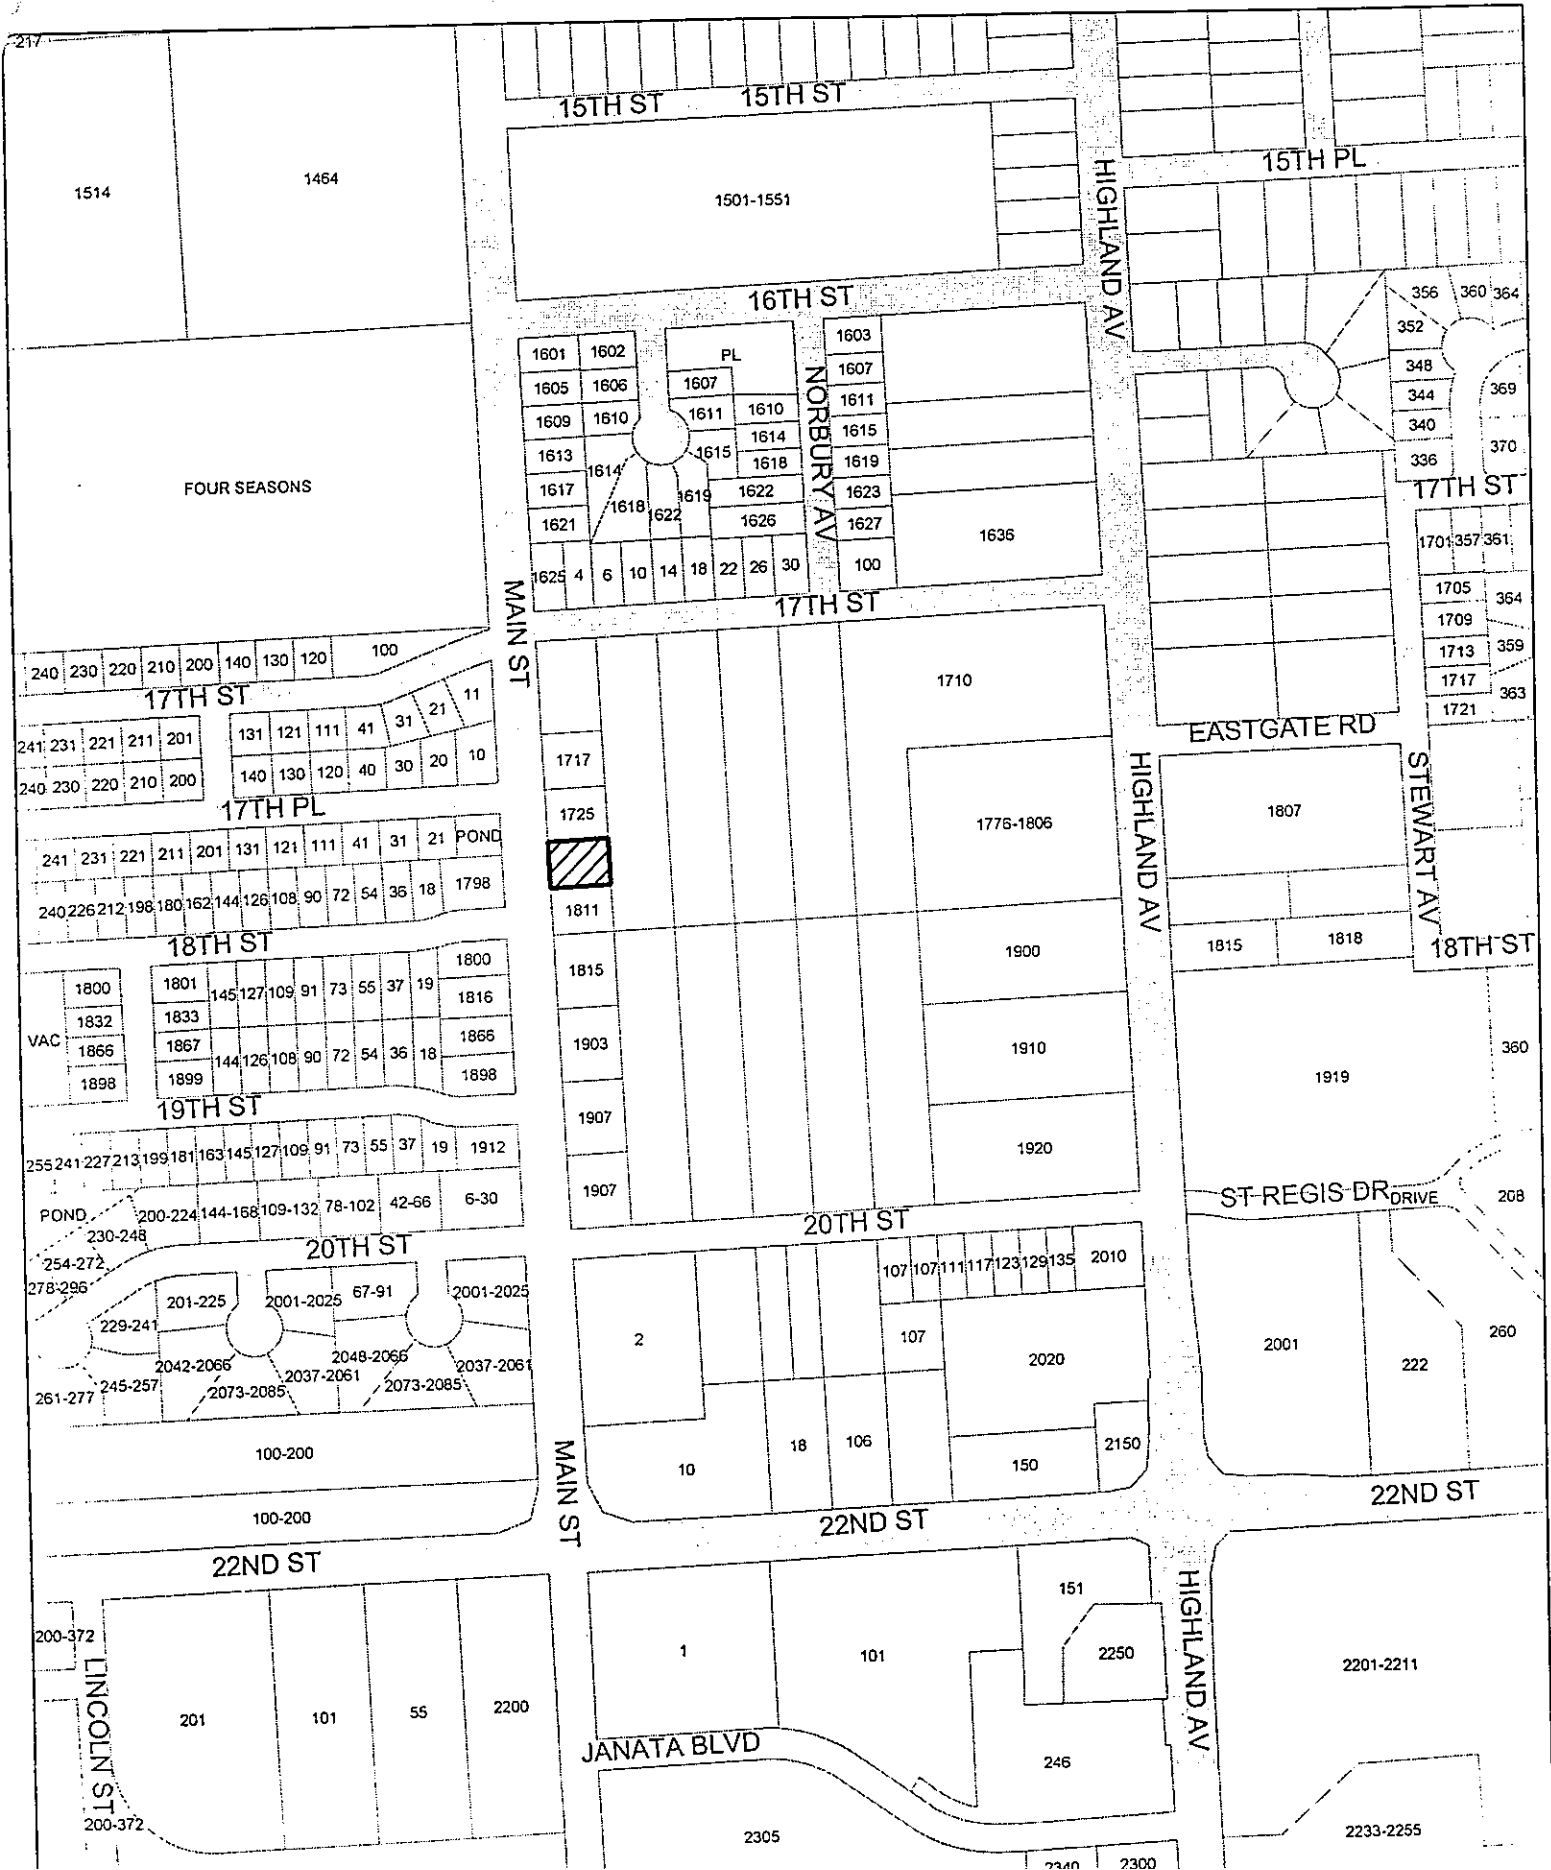 217
15TH ST 15TH ST
1514
1464
1501-1551
HIGHLAND AV
15TH PL
16TH ST
356 360 364
352
348
344
340
336
369
370
17TH ST
1601 1602
1605 1606
1609 1610
1613
1614
1617
1618
1622
1619
1621
PL
1607
1611 1610
1615 1614
1618
1622
1626
NORBURY AV
1603
1607
1611
1615
1619
1623
1627
100
1636
FOUR SEASONS
1625 4 6 10 14 18 22 26 30
17TH ST
MAIN ST
1701 357 361
1705
364
1709
1713
359
1717
363
1721
240 230 220 210 200 140 130 120 100
17TH ST
1710
EASTGATE RD
STEWART AV
241 231 221 211 201 131 121 111 41 31 21 11
240 230 220 210 200 140 130 120 40 30 20 10
17TH PL
1717
1725
1776-1806
HIGHLAND AV
1807
241 231 221 211 201 131 121 111 41 31 21 POND
240 226 212 198 180 162 144 126 108 90 72 54 36 18 1798
18TH ST
1811
1815
1900
1815 1818
18TH ST
1800
1832
VAC
1866
1898
1801
1833
1867
1899
145 127 109 91 73 55 37 19
144 126 108 90 72 54 36 18
1800
1816
1866
1898
19TH ST
1903
1910
1919
360
1907
1920
1907
255 241 227 213 199 181 163 145 127 109 91 73 55 37 19 1912
POND
230-248
200-224 144-168 109-132 78-102 42-66 6-30
254-272
278-296
20TH ST
20TH ST
ST REGIS DR DRIVE
208
201-225 2001-2025 67-91 2001-2025
229-241
2042-2066 2037-2061 2048-2066 2037-2061
261-277 245-257 2073-2085 2073-2085
107 107 111 117 123 129 135 2010
2
107
2020
2001
222
260
100-200
100-200
MAIN ST
10
18
106
150
2150
22ND ST
22ND ST
22ND ST
200-372
LINCOLN ST
201
101
55
2200
1
101
151
2250
HIGHLAND AV
2201-2211
JANATA BLVD
246
200-372
2305
2340 2300
2233-2255